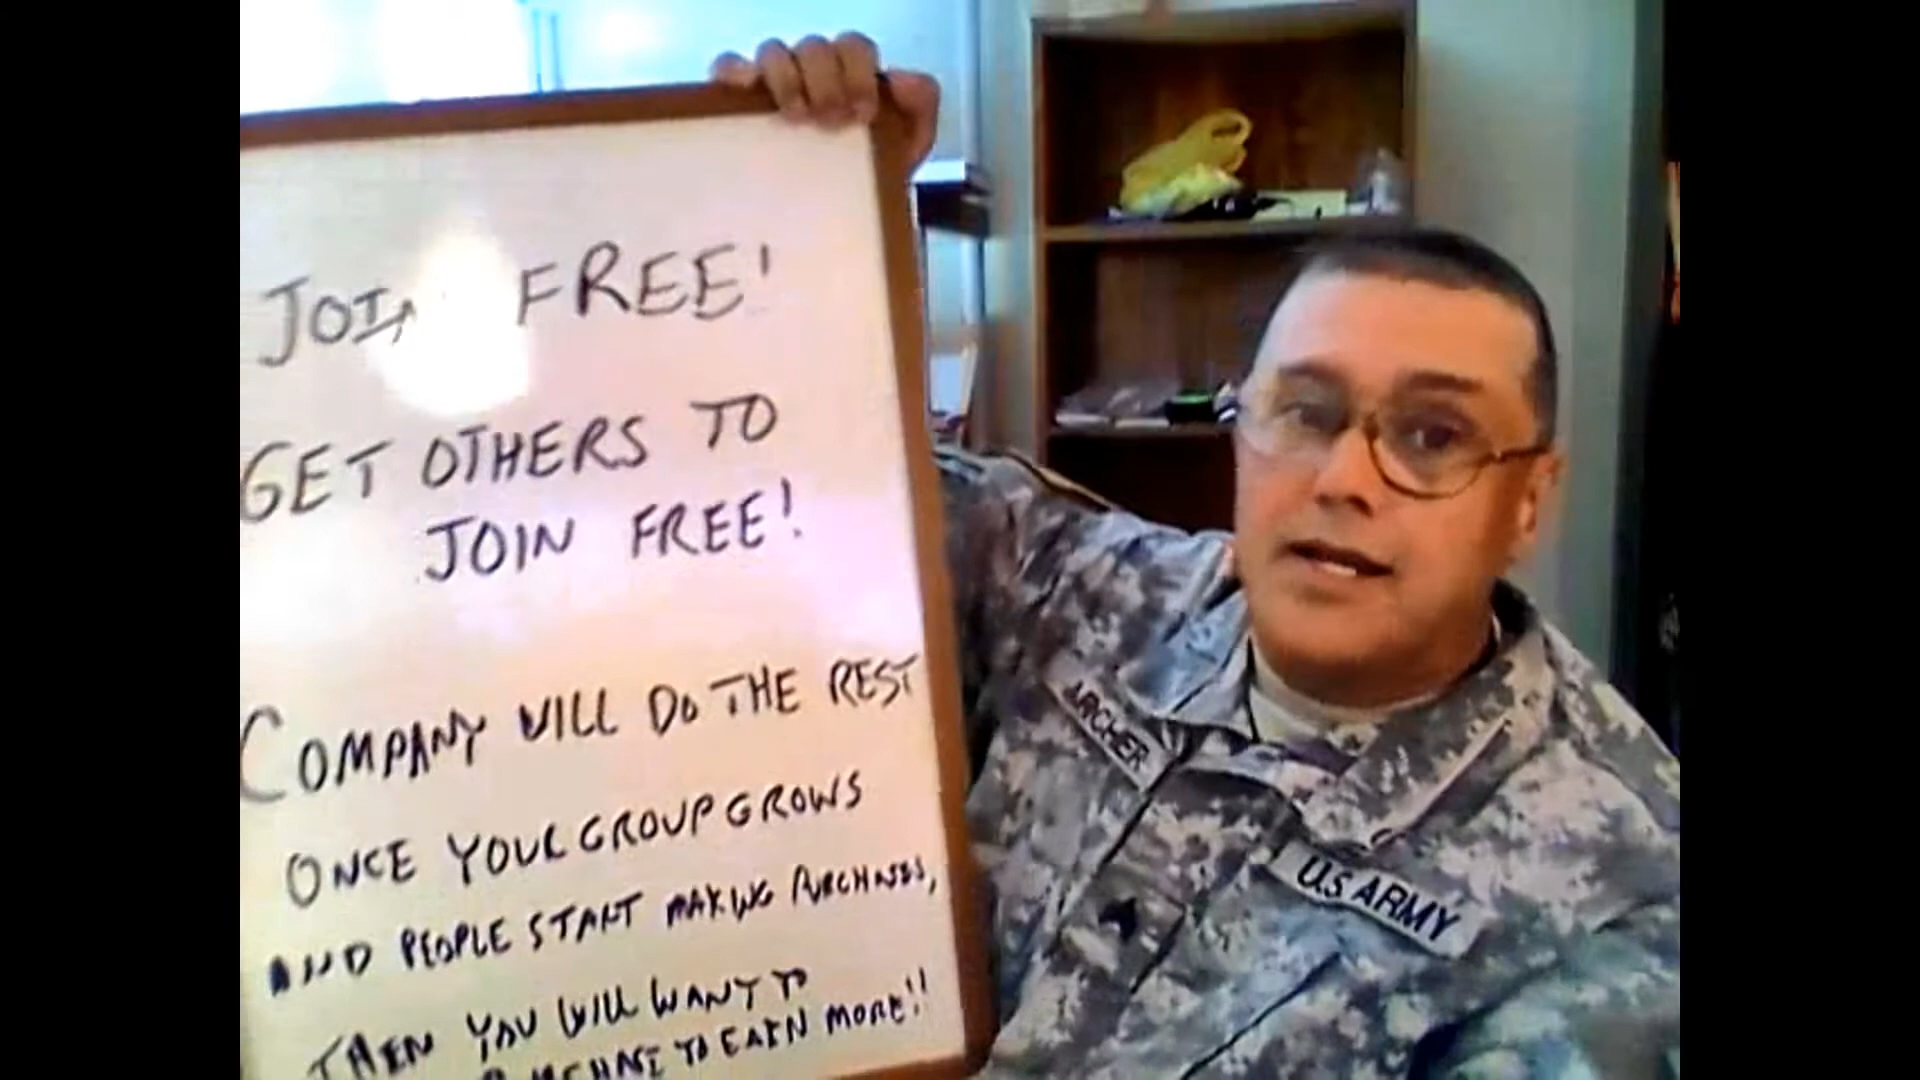 JOIN FREE!
GET OTHERS TO
JOIN FREE!
COMPANY WILL DO THE REST
ONCE YOUR GROUP GROWS
AND PEOPLE START MAKING PURCHASES,
THEN YOU WILL WANT TO
TO EARN MORE!!
ARCHER
U.S ARMY